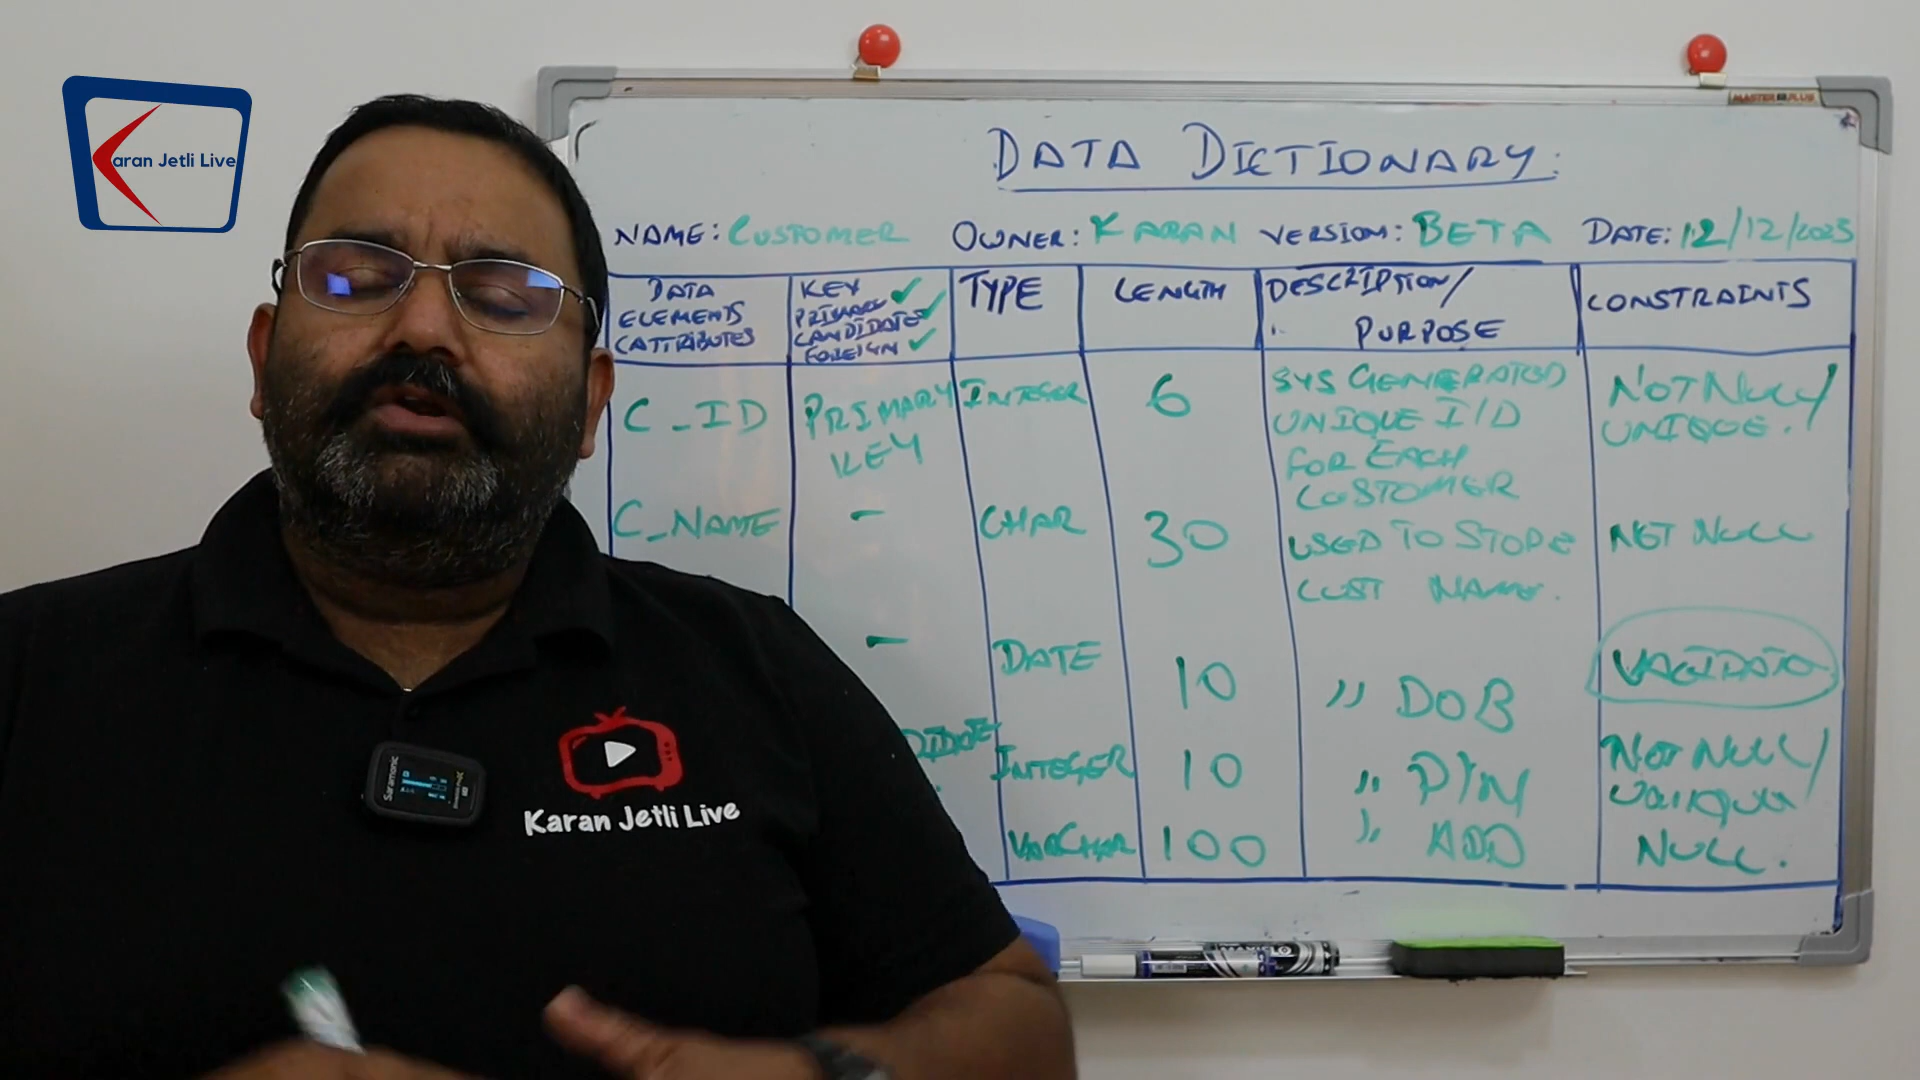 Karan Jetli Live
MASTER PLUS
DATA DICTIONARY:
NAME: CUSTOMER OWNER: KARAN VERSION: BETA DATE: 12/12/2025
DATA
ELEMENTS
(ATTRIBUTES
KEY
PRIMARY ✓
CANDIDATE ✓
FOREIGN ✓
TYPE
LENGTH
DESCRIPTION/
PURPOSE
CONSTRAINTS
C_ID
PRIMARY
KEY
INTEGER
6
SYS GENERATED
UNIQUE I/D
FOR EACH
CUSTOMER
NOT NULL/
UNIQUE.
C_NAME
-
CHAR
30
USED TO STORE
CUST NAME.
NOT NULL
-
DATE
10
" DOB
INTEGER
10
" PIN
NOT NULL/
VARCHAR
100
" ADD
NULL.
Saramonic
Karan Jetli Live